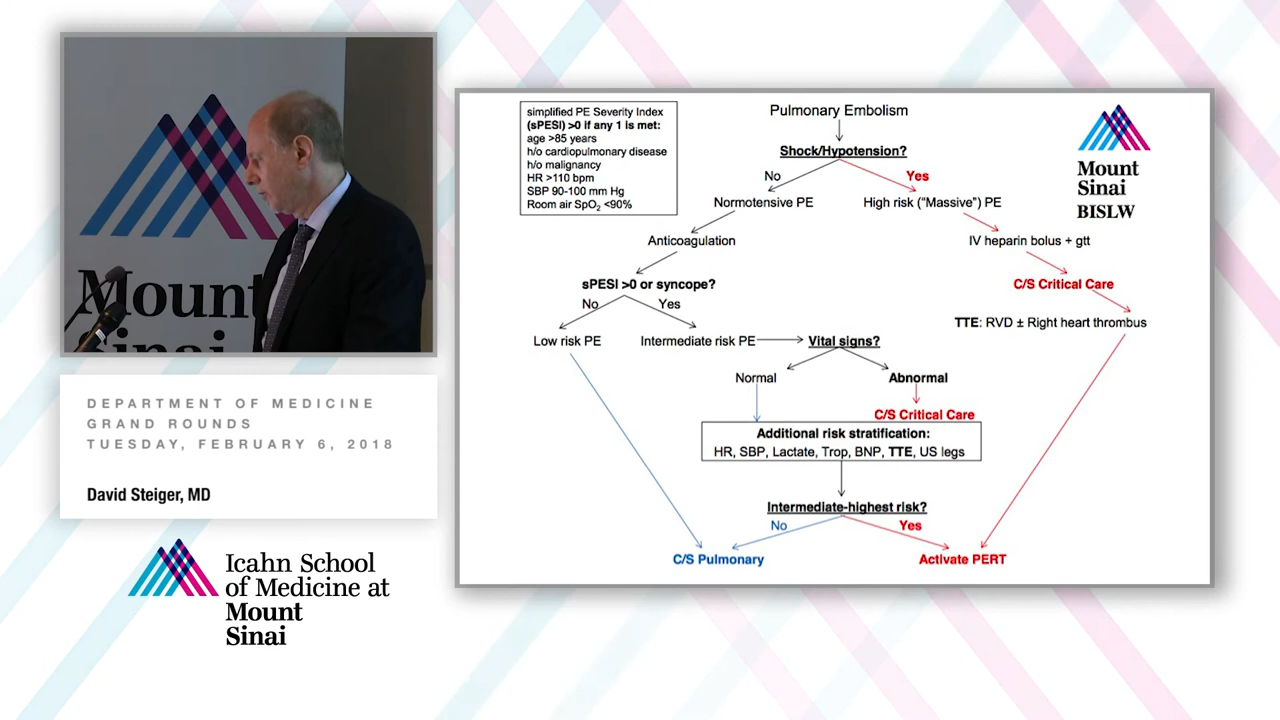 Mount
Sinai
DEPARTMENT OF MEDICINE
GRAND ROUNDS
TUESDAY, FEBRUARY 6, 2018
David Steiger, MD
Icahn School
of Medicine at
Mount
Sinai
simplified PE Severity Index
(sPESI) >0 if any 1 is met:
age >85 years
h/o cardiopulmonary disease
h/o malignancy
HR >110 bpm
SBP 90-100 mm Hg
Room air SpO2 <90%
Pulmonary Embolism
Shock/Hypotension?
No
Yes
Normotensive PE
High risk (“Massive”) PE
Mount
Sinai
BISLW
Anticoagulation
IV heparin bolus + gtt
sPESI >0 or syncope?
C/S Critical Care
No
Yes
TTE: RVD ± Right heart thrombus
Low risk PE
Intermediate risk PE
Vital signs?
Normal
Abnormal
C/S Critical Care
Additional risk stratification:
HR, SBP, Lactate, Trop, BNP, TTE, US legs
Intermediate-highest risk?
No
Yes
C/S Pulmonary
Activate PERT